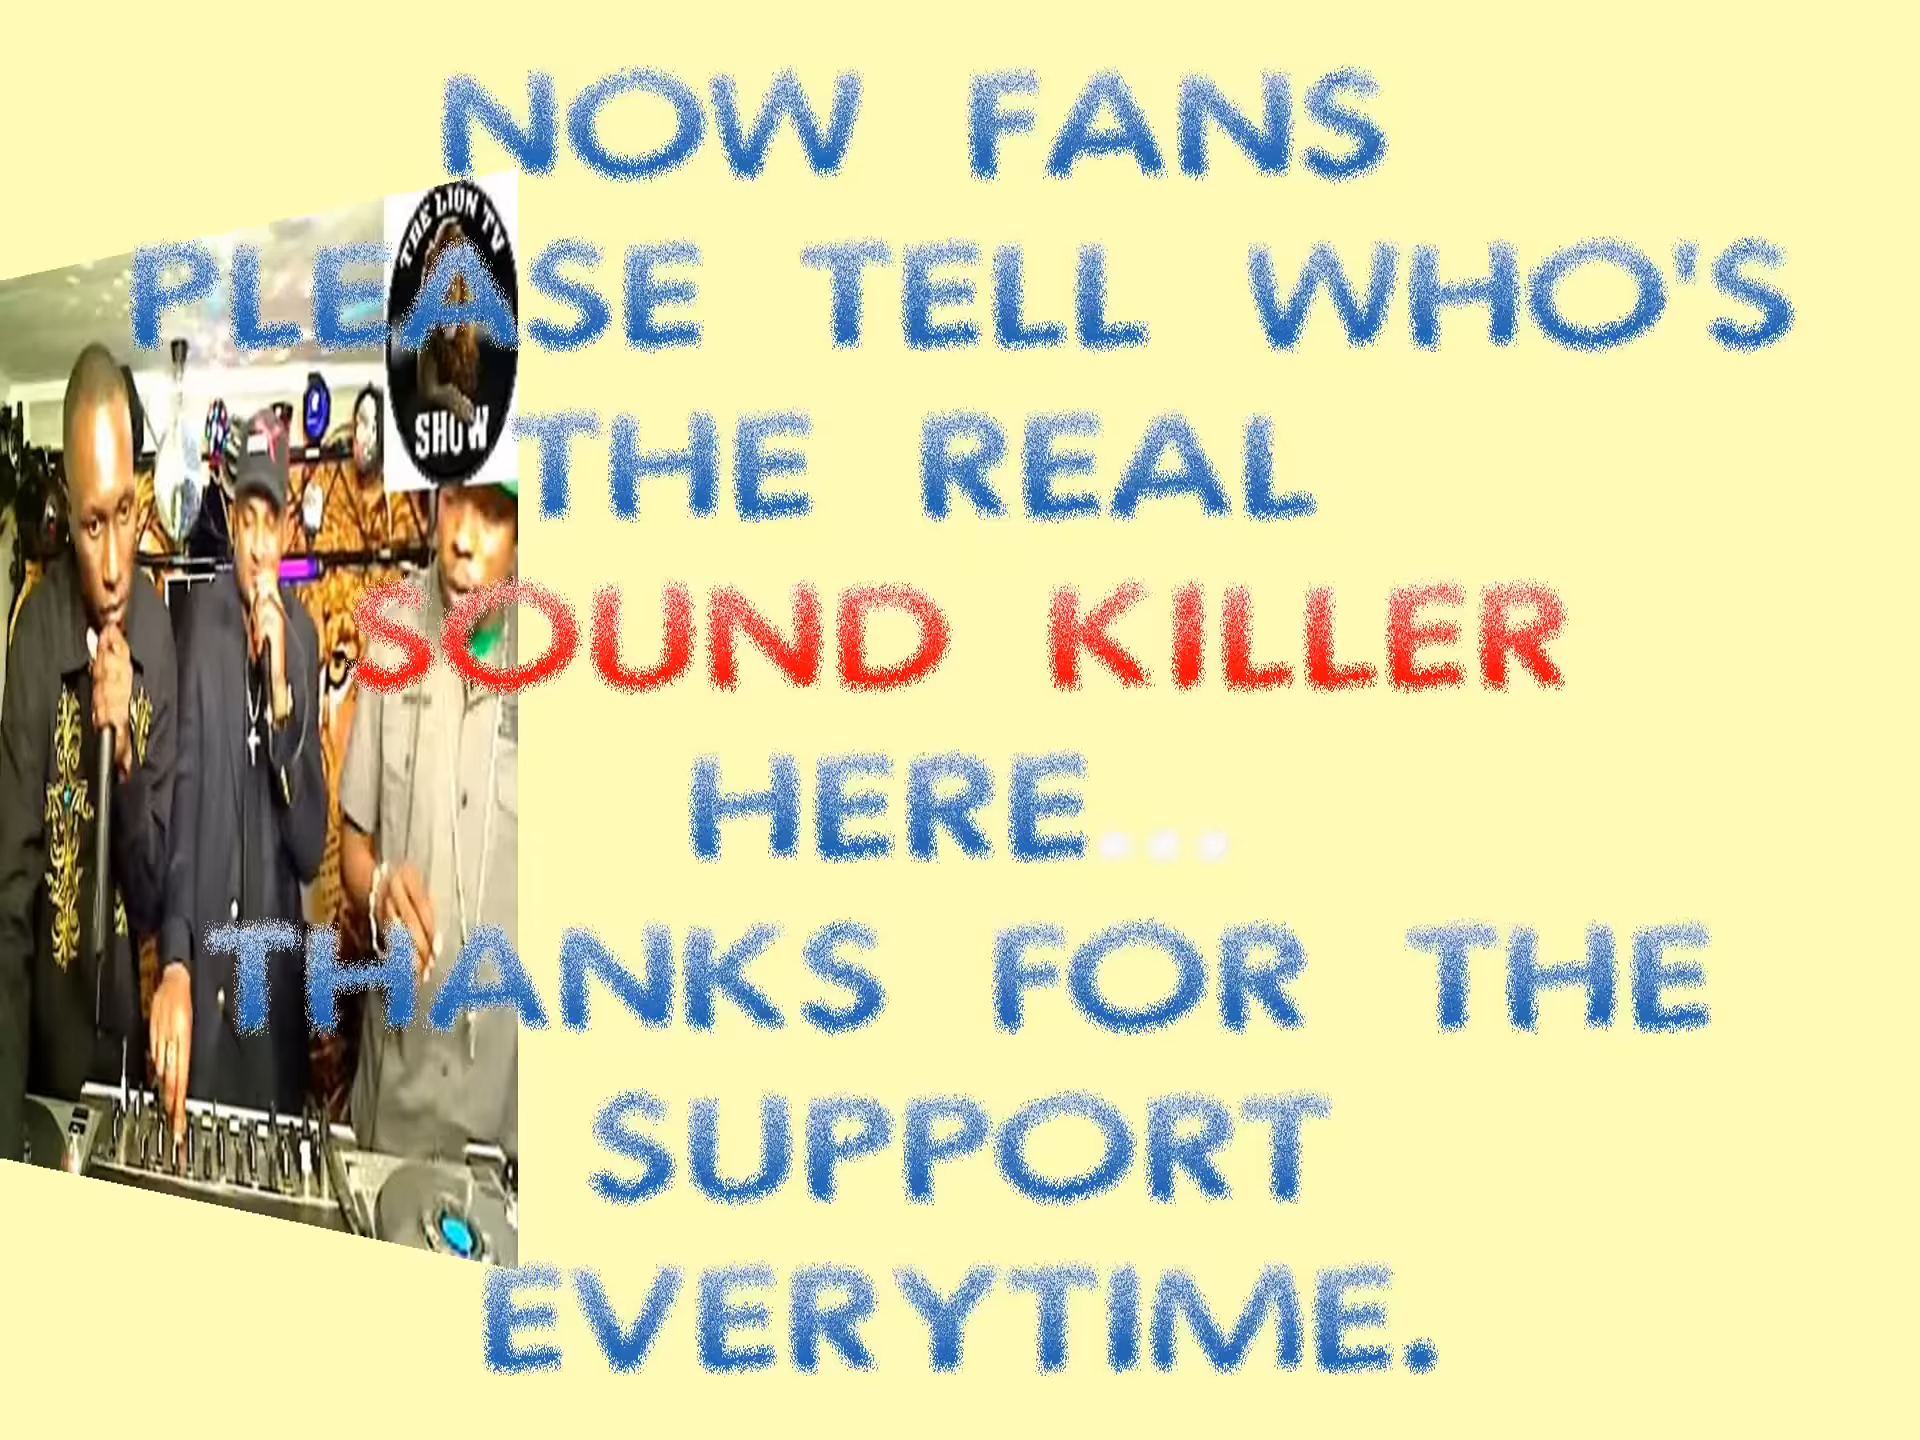 NOW FANS
PLEASE TELL WHO'S
THE REAL
SOUND KILLER
HERE...
THANKS FOR THE
SUPPORT
EVERYTIME.
THE LION TV
SHOW